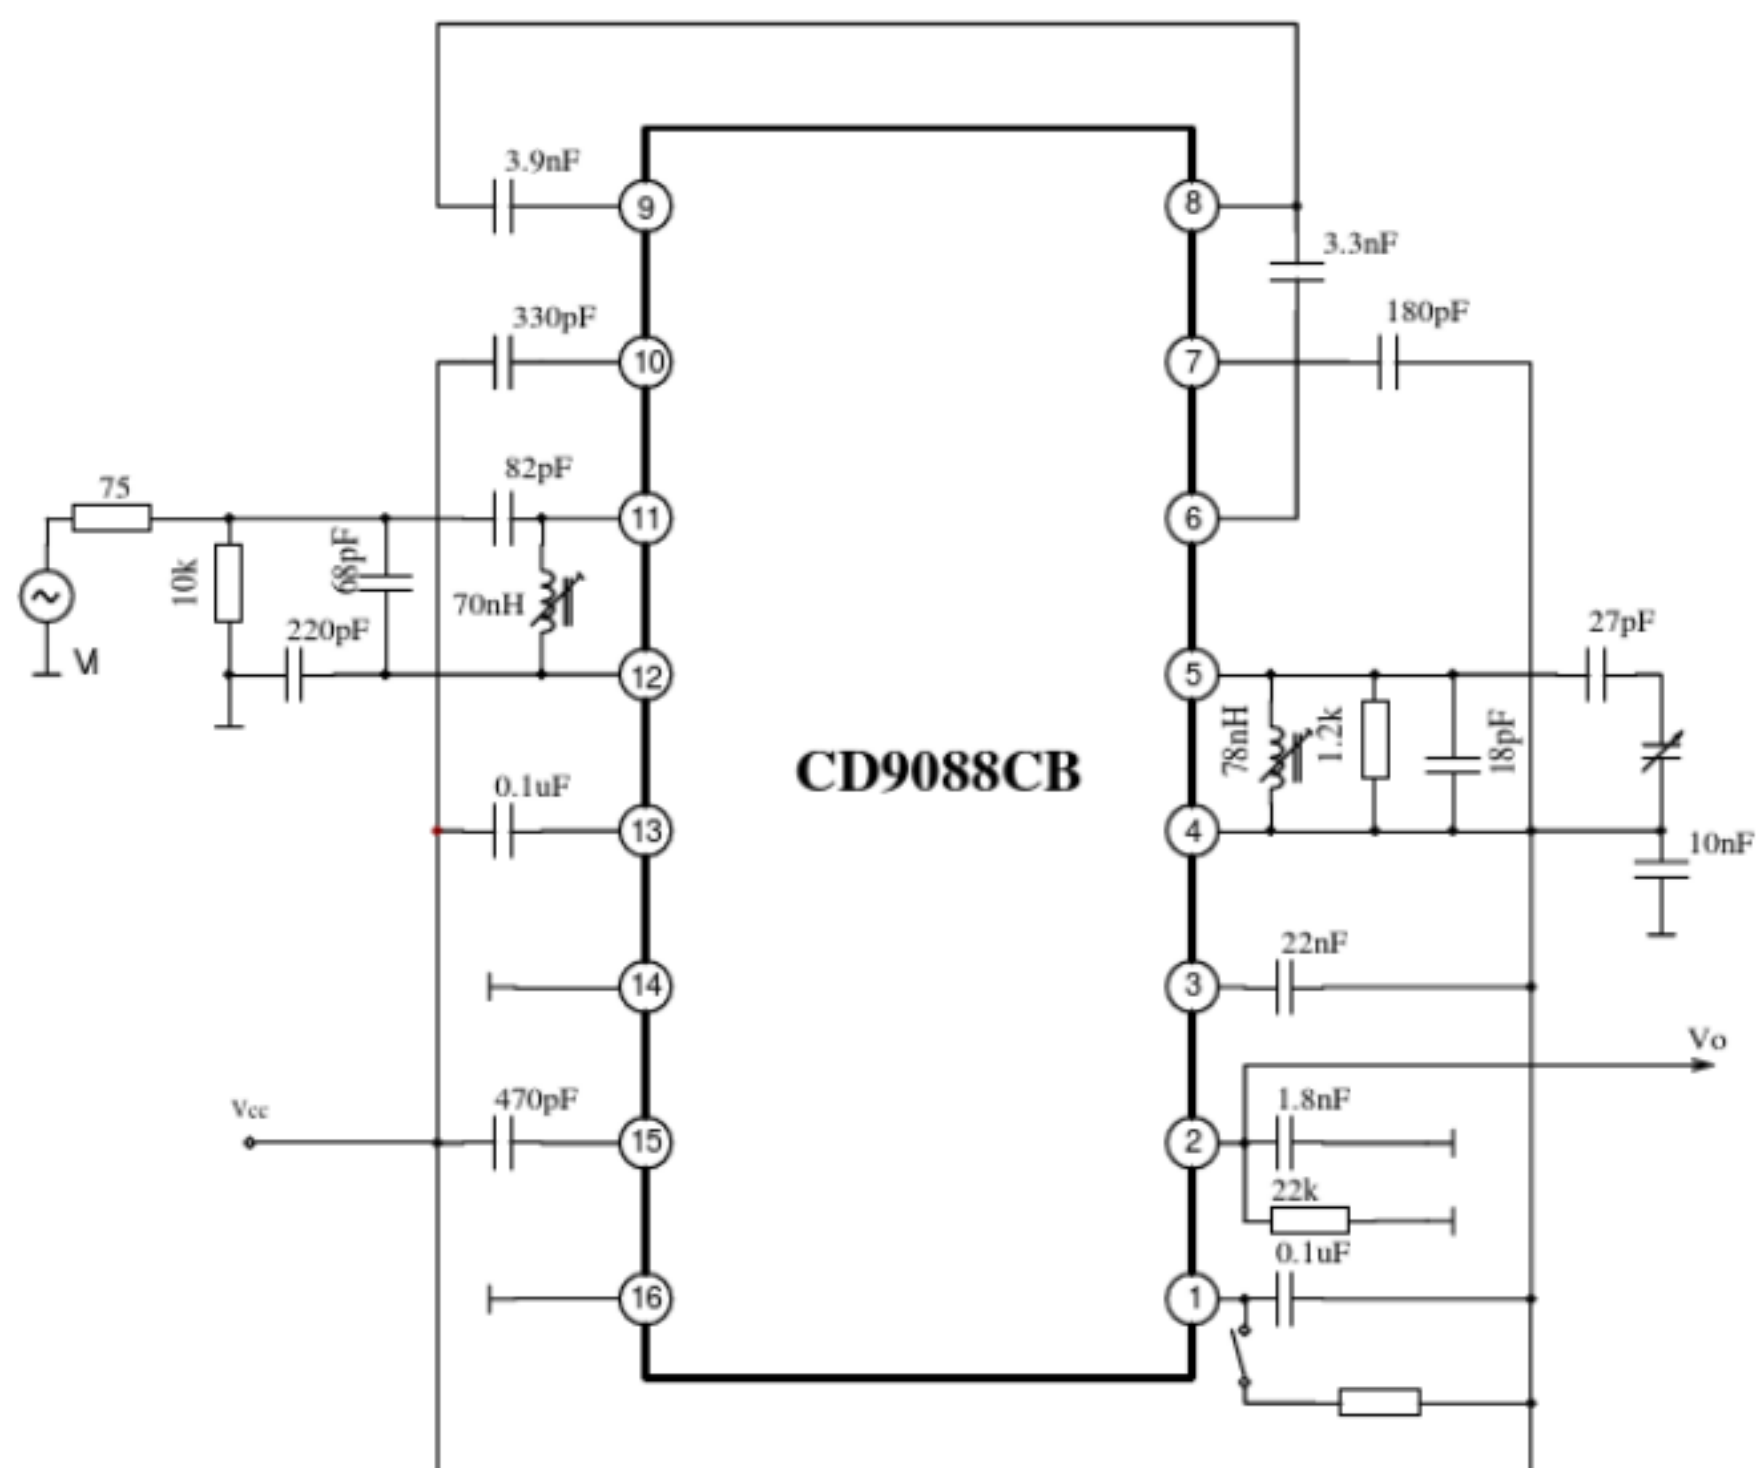 3.9nF
9
8
3.3nF
330pF
180pF
10
7
82pF
75
11
6
10k
68pF
70nH
220pF
27pF
VI
12
5
78nH
1.2k
18pF
CD9088CB
0.1uF
13
4
10nF
22nF
14
3
Vo
Vcc
470pF
1.8nF
15
2
22k
0.1uF
16
1